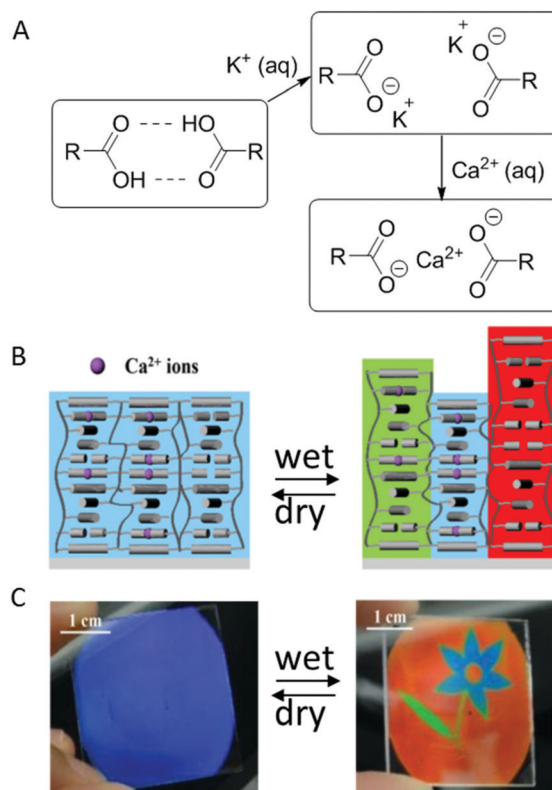 A
K⁺ (aq)
O --- HO
R R
OH --- O
O K⁺ O⊖
R R
O⊖ K⁺ O
Ca²⁺ (aq)
O O⊖
R Ca²⁺ R
O⊖ O
B
Ca²⁺ ions
wet
dry
C
1 cm
wet
dry
1 cm